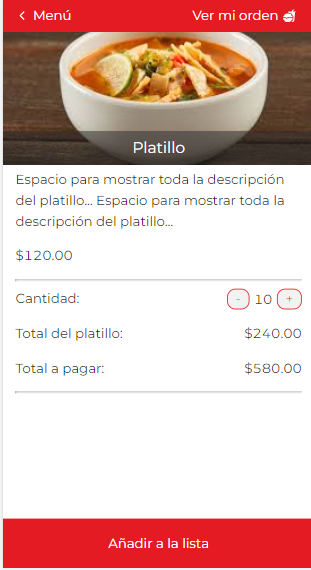 Menú Ver mi orden
Platillo
Espacio para mostrar toda la descripción
del platillo... Espacio para mostrar toda la
descripción del platillo...
$120.00
Cantidad: - 10 +
Total del platillo: $240.00
Total a pagar: $580.00
Añadir a la lista